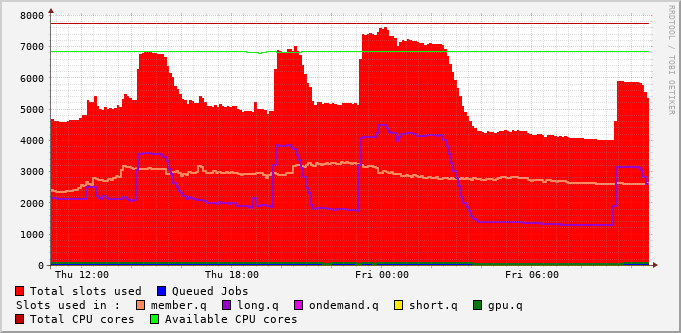 8000
7000
6000
5000
4000
3000
2000
1000
0
Thu 12:00 Thu 18:00 Fri 00:00 Fri 06:00
RRDTOOL / TOBI OETIKER
Total slots used Queued Jobs
Slots used in : member.q long.q ondemand.q short.q gpu.q
Total CPU cores Available CPU cores